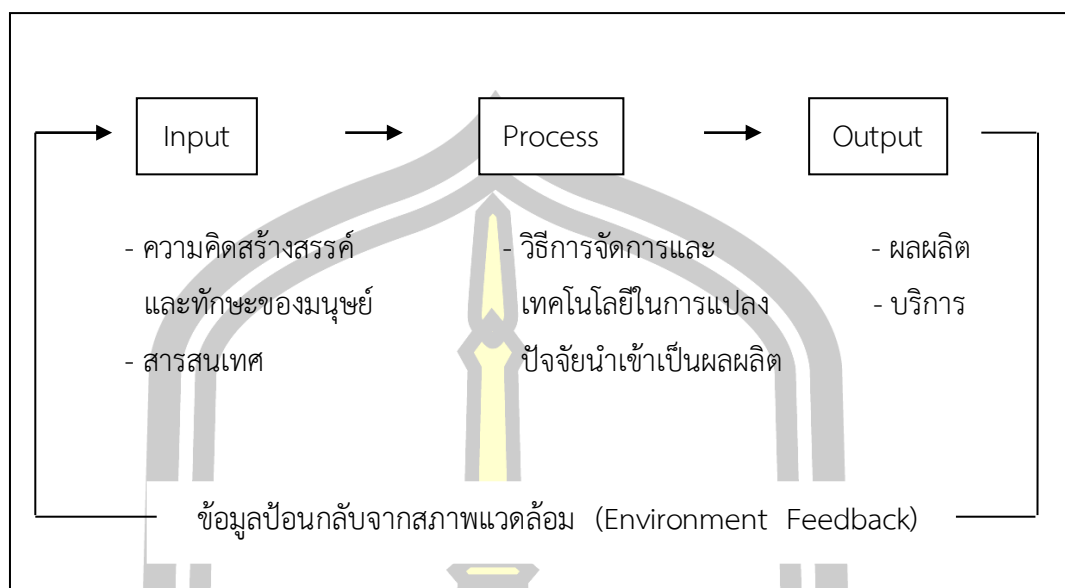 Input Process Output
- ความคิดสร้างสรรค์
และทักษะของมนุษย์
- สารสนเทศ
- วิธีการจัดการและ
เทคโนโลยีในการแปลง
ปัจจัยนำเข้าเป็นผลผลิต
- ผลผลิต
- บริการ
ข้อมูลป้อนกลับจากสภาพแวดล้อม (Environment Feedback)